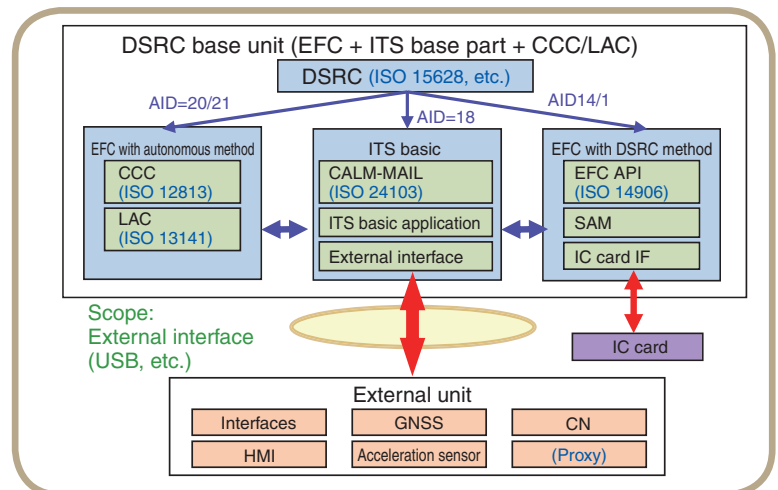 DSRC base unit (EFC + ITS base part + CCC/LAC)
DSRC (ISO 15628, etc.)
AID=20/21
AID=18
AID14/1
EFC with autonomous method
CCC
(ISO 12813)
LAC
(ISO 13141)
ITS basic
CALM-MAIL
(ISO 24103)
ITS basic application
External interface
EFC with DSRC method
EFC API
(ISO 14906)
SAM
IC card IF
Scope:
External interface
(USB, etc.)
IC card
External unit
Interfaces
GNSS
CN
HMI
Acceleration sensor
(Proxy)